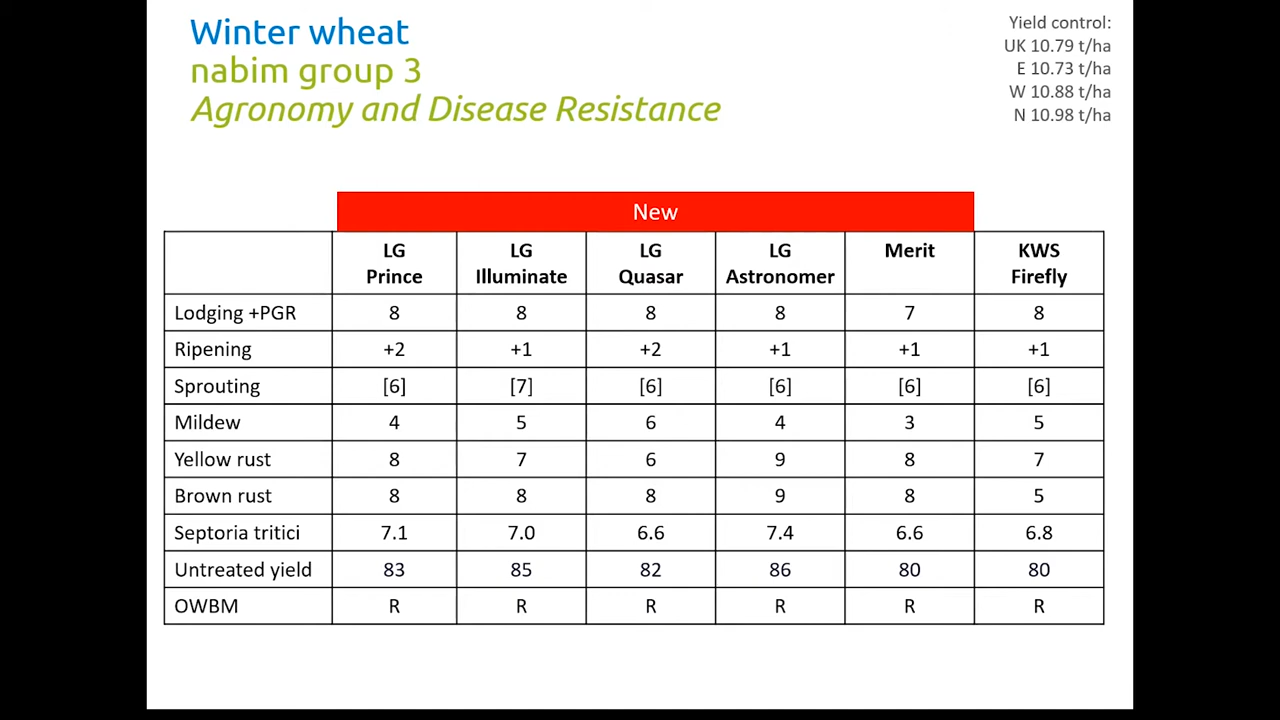 Winter wheat
nabim group 3
Agronomy and Disease Resistance
Yield control:
UK 10.79 t/ha
E 10.73 t/ha
W 10.88 t/ha
N 10.98 t/ha
New
LG Prince LG Illuminate LG Quasar LG Astronomer Merit KWS Firefly
Lodging +PGR 8 8 8 8 7 8
Ripening +2 +1 +2 +1 +1 +1
Sprouting [6] [7] [6] [6] [6] [6]
Mildew 4 5 6 4 3 5
Yellow rust 8 7 6 9 8 7
Brown rust 8 8 8 9 8 5
Septoria tritici 7.1 7.0 6.6 7.4 6.6 6.8
Untreated yield 83 85 82 86 80 80
OWBM R R R R R R